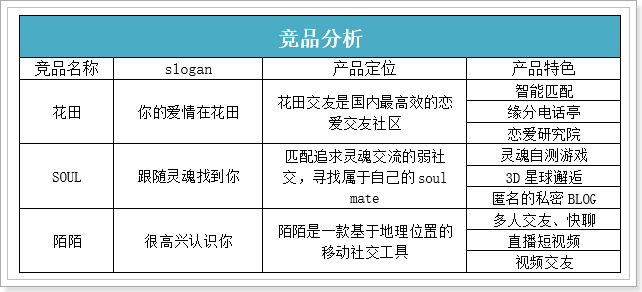 竞品分析
竞品名称 slogan 产品定位 产品特色
花田 你的爱情在花田 花田交友是国内最高效的恋
爱交友社区
智能匹配
缘分电话亭
恋爱研究院
SOUL 跟随灵魂找到你 匹配追求灵魂交流的弱社
交，寻找属于自己的 soul
mate
灵魂自测游戏
3D 星球邂逅
匿名的私密 BLOG
陌陌 很高兴认识你 陌陌是一款基于地理位置的
移动社交工具
多人交友、快聊
直播短视频
视频交友